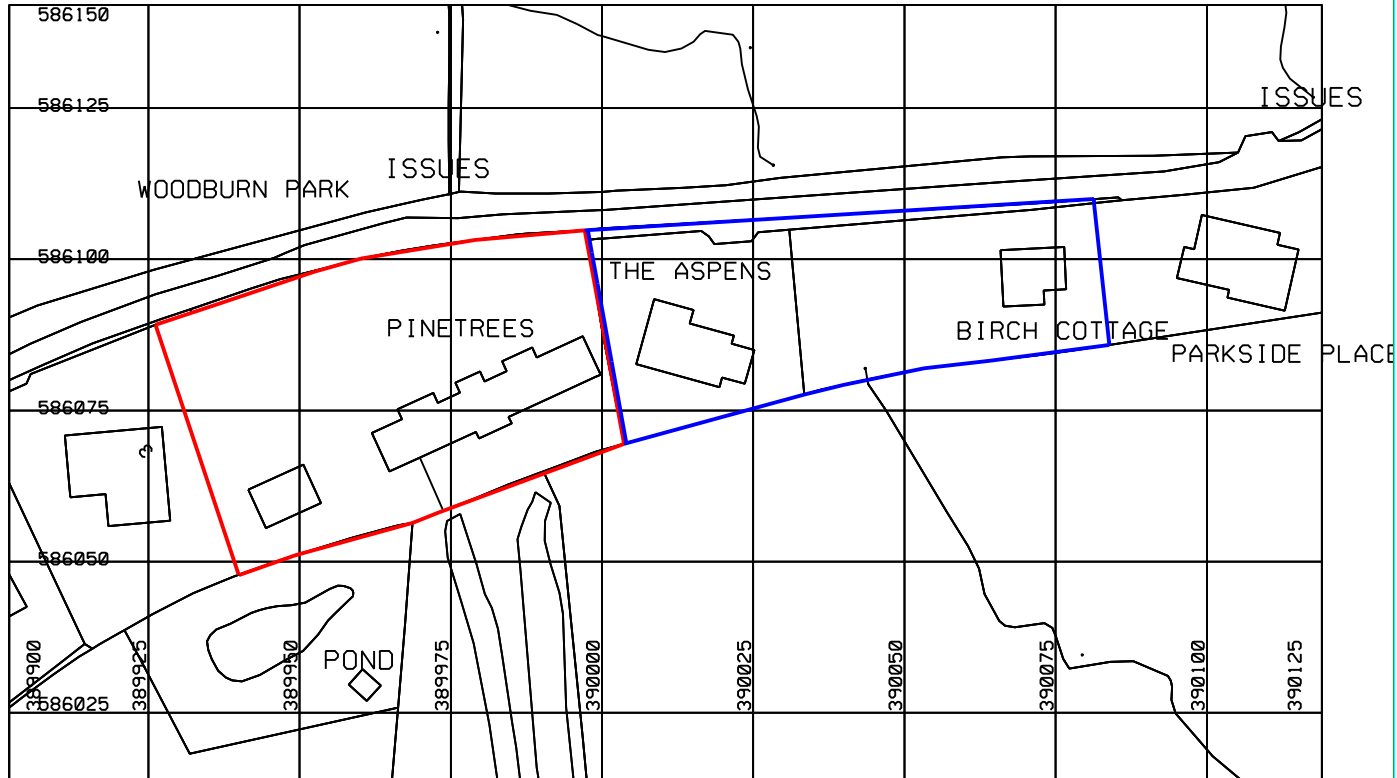 586150
586125
ISSUES
ISSUES
WOODBURN PARK
586100
THE ASPENS
PINETREES
BIRCH COTTAGE
PARKSIDE PLACE
586075
3
586050
POND
389900
389925
389950
389975
390000
390025
390050
390075
390100
390125
586025